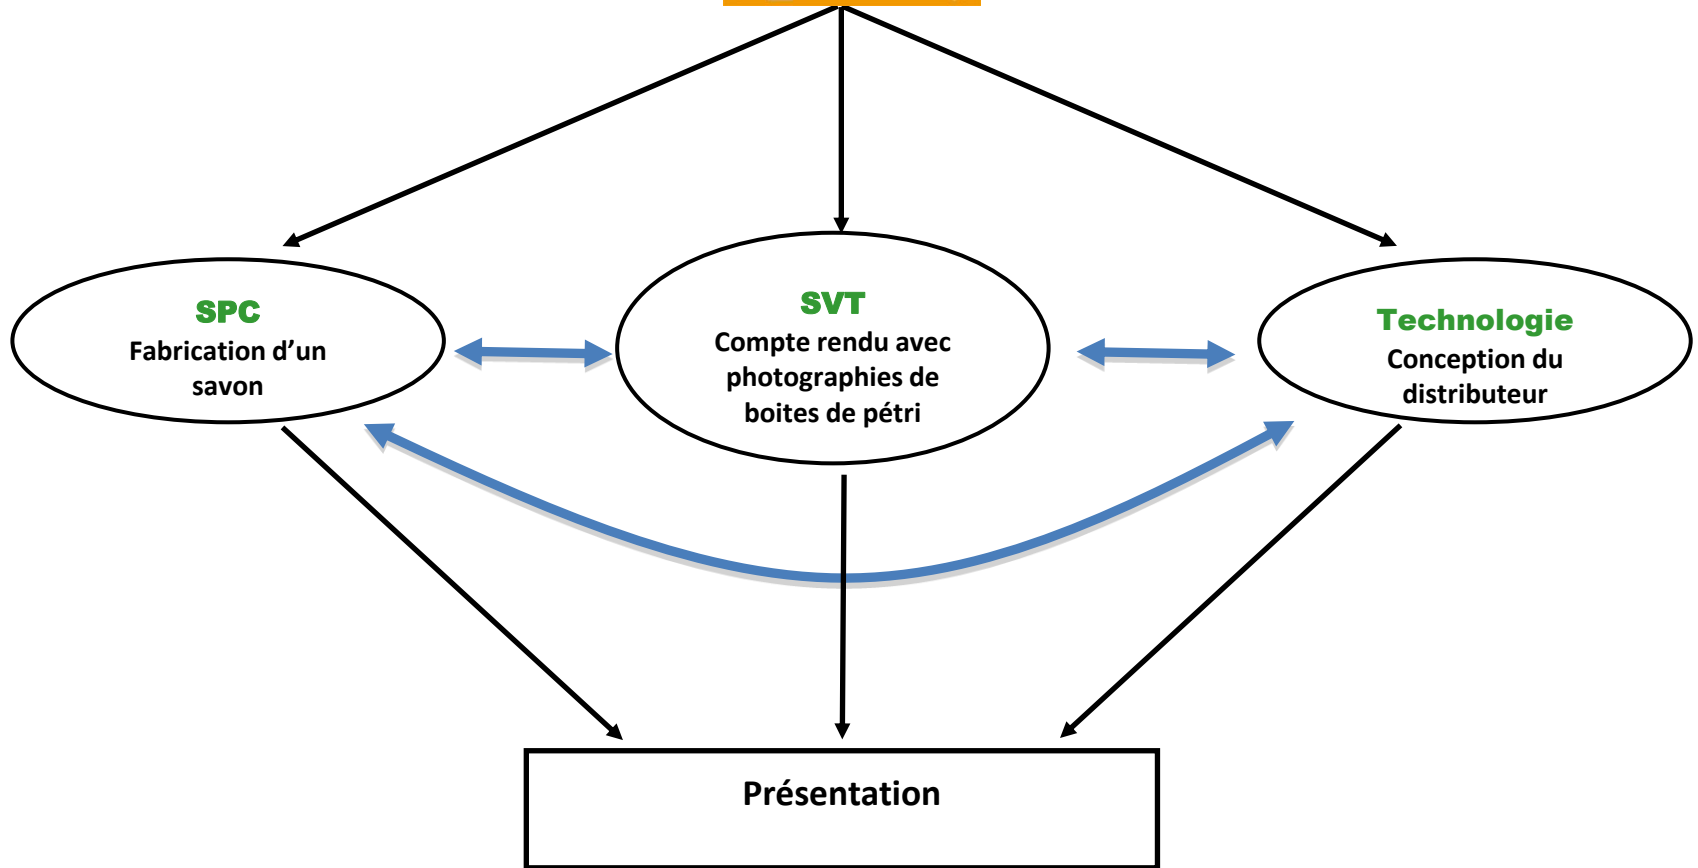 SPC
Fabrication d’un
savon
SVT
Compte rendu avec
photographies de
boites de pétri
Technologie
Conception du
distributeur
Présentation